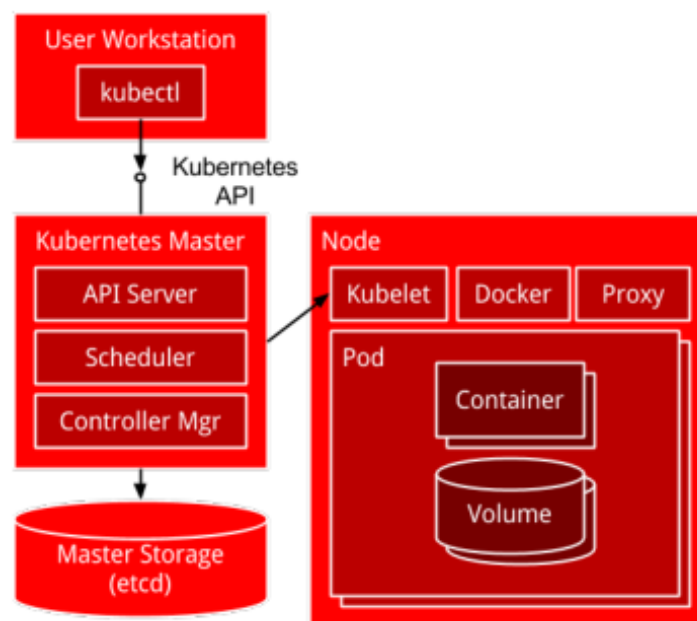 User Workstation
kubectl
Kubernetes
API
Kubernetes Master
API Server
Scheduler
Controller Mgr
Master Storage
(etcd)
Node
Kubelet
Docker
Proxy
Pod
Container
Volume